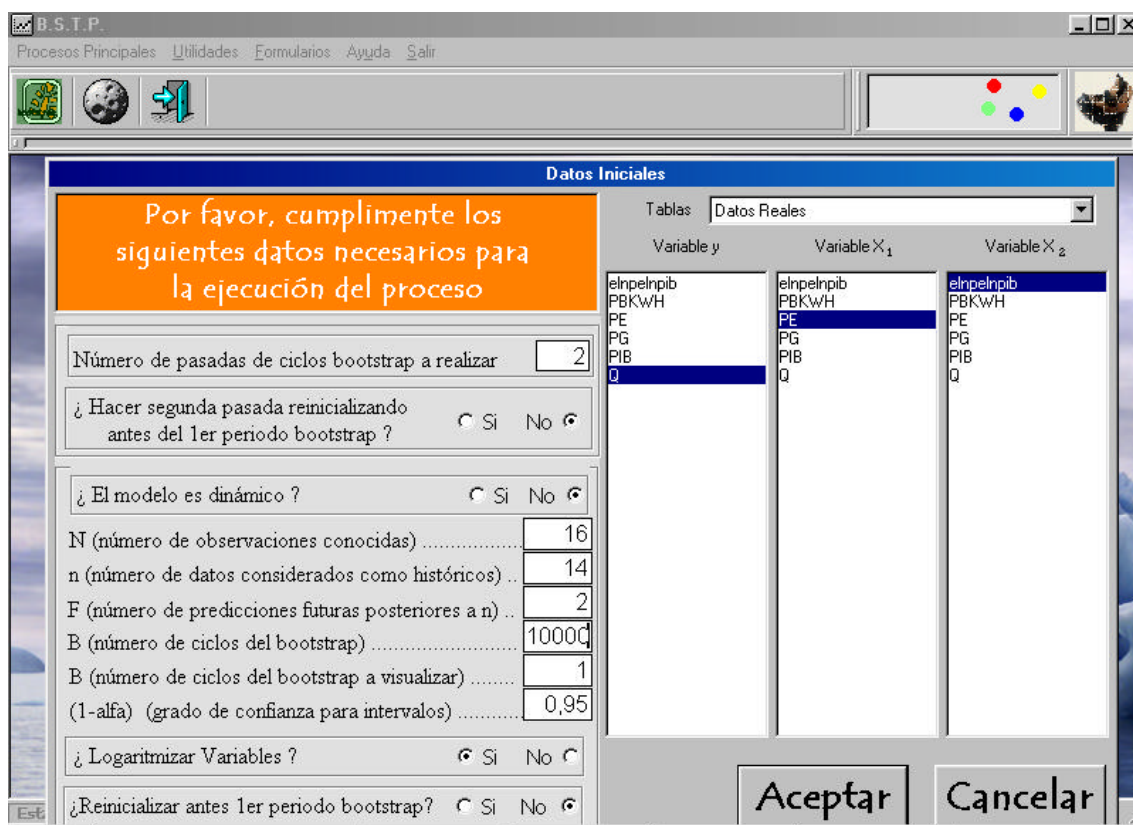 B.S.T.P.
Procesos Principales Utilidades Formularios Ayuda Salir
Datos Iniciales
Por favor, cumplimente los
siguientes datos necesarios para
la ejecución del proceso
Número de pasadas de ciclos bootstrap a realizar 2
¿ Hacer segunda pasada reinicializando
antes del 1er periodo bootstrap ? Si No
¿ El modelo es dinámico ? Si No
N (número de observaciones conocidas) .................. 16
n (número de datos considerados como históricos) .. 14
F (número de predicciones futuras posteriores a n) .. 2
B (número de ciclos del bootstrap) .......................... 10000
B (número de ciclos del bootstrap a visualizar) ........ 1
(1-alfa) (grado de confianza para intervalos) ............ 0,95
¿ Logaritmizar Variables ? Si No
¿Reinicializar antes 1er periodo bootstrap? Si No
Tablas Datos Reales
Variable y
elnpelnpib
PBKWH
PE
PG
PIB
Q
Variable X 1
elnpelnpib
PBKWH
PE
PG
PIB
Q
Variable X 2
elnpelnpib
PBKWH
PE
PG
PIB
Q
Aceptar Cancelar